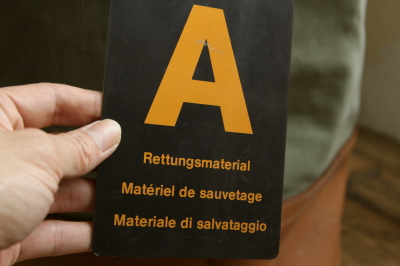 A
Rettungsmaterial
Matériel de sauvetage
Materiale di salvataggio